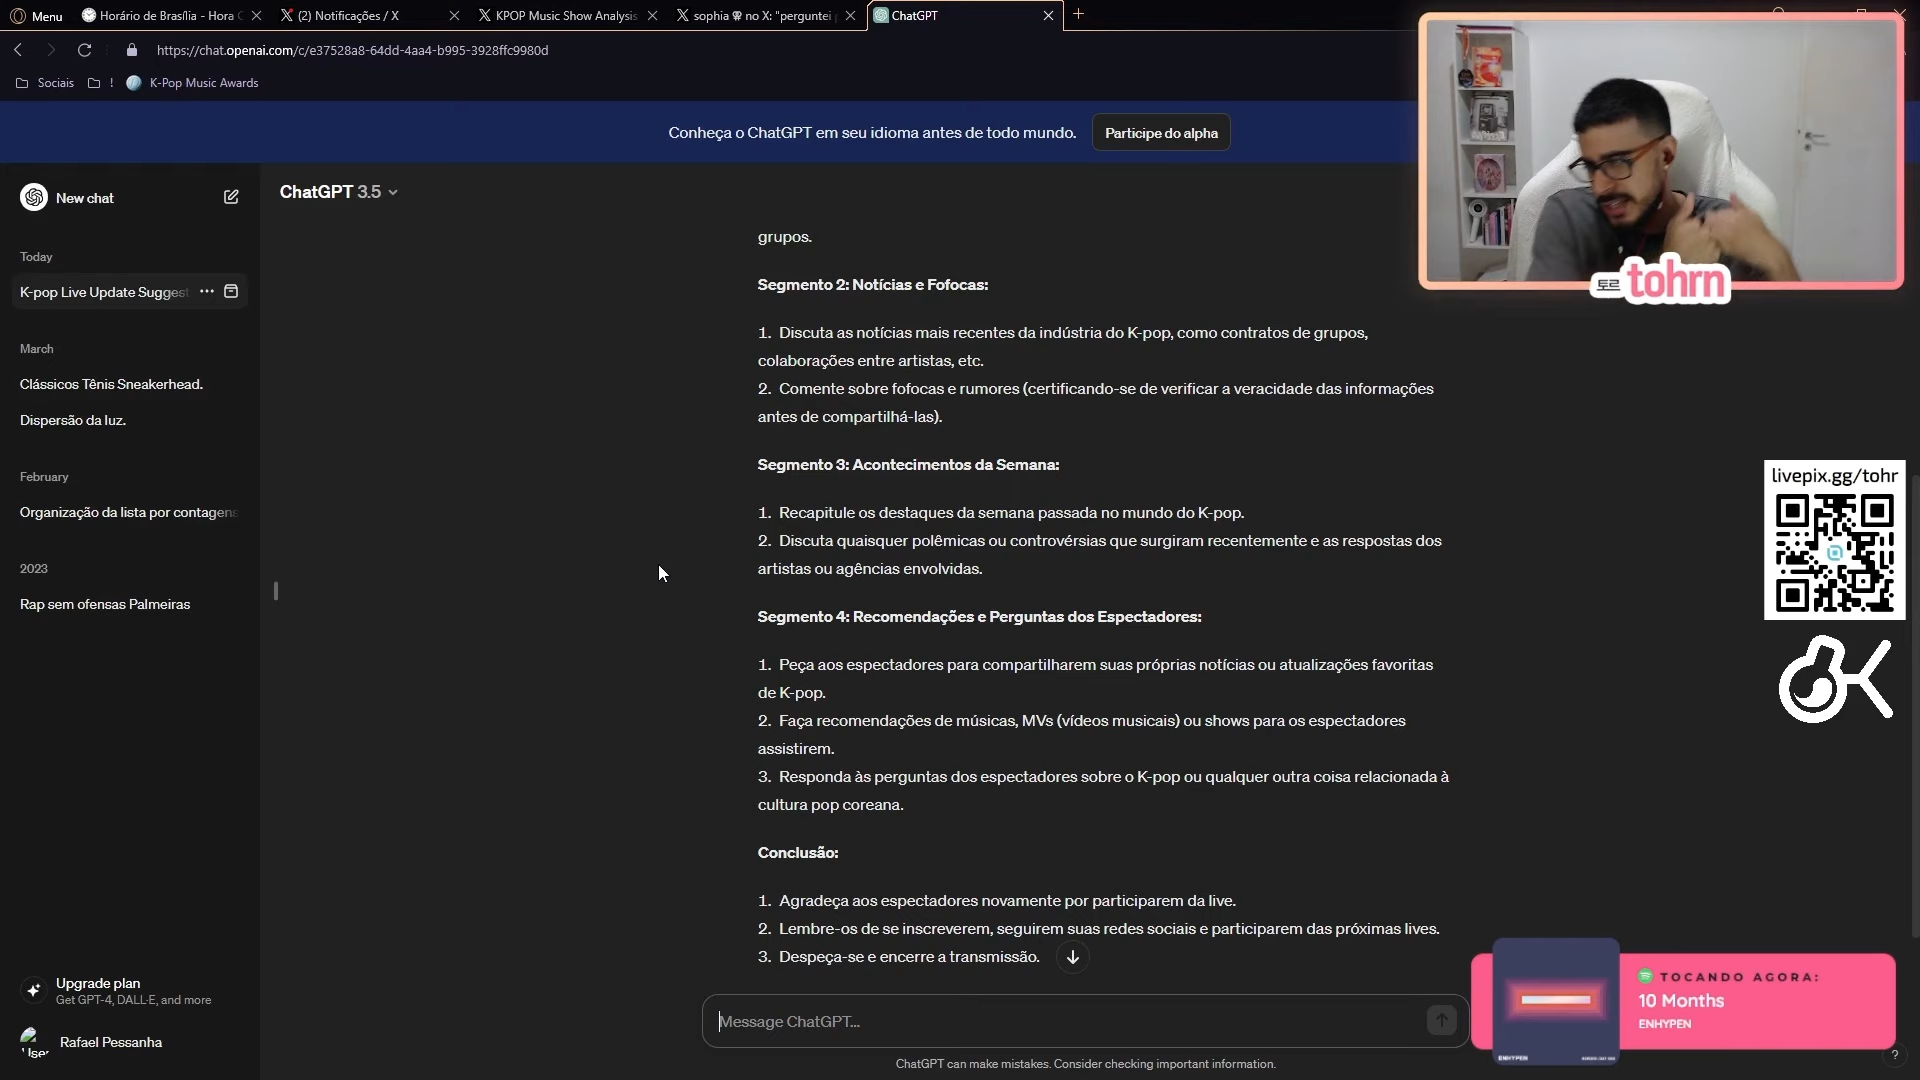 Menu
Horário de Brasília - Hora C
(2) Notificações / X
KPOP Music Show Analysis
sophia no X: "perguntei
ChatGPT
https://chat.openai.com/c/e37528a8-64dd-4aa4-b995-3928ffc9980d
Sociais
!
K-Pop Music Awards
Conheça o ChatGPT em seu idioma antes de todo mundo.
Participe do alpha
New chat
Today
K-pop Live Update Suggest
March
Clássicos Tênis Sneakerhead.
Dispersão da luz.
February
Organização da lista por contagens
2023
Rap sem ofensas Palmeiras
Upgrade plan
Get GPT-4, DALL·E, and more
User
Rafael Pessanha
ChatGPT 3.5
grupos.
Segmento 2: Notícias e Fofocas:
1. Discuta as notícias mais recentes da indústria do K-pop, como contratos de grupos,
colaborações entre artistas, etc.
2. Comente sobre fofocas e rumores (certificando-se de verificar a veracidade das informações
antes de compartilhá-las).
Segmento 3: Acontecimentos da Semana:
1. Recapitule os destaques da semana passada no mundo do K-pop.
2. Discuta quaisquer polêmicas ou controvérsias que surgiram recentemente e as respostas dos
artistas ou agências envolvidas.
Segmento 4: Recomendações e Perguntas dos Espectadores:
1. Peça aos espectadores para compartilharem suas próprias notícias ou atualizações favoritas
de K-pop.
2. Faça recomendações de músicas, MVs (vídeos musicais) ou shows para os espectadores
assistirem.
3. Responda às perguntas dos espectadores sobre o K-pop ou qualquer outra coisa relacionada à
cultura pop coreana.
Conclusão:
1. Agradeça aos espectadores novamente por participarem da live.
2. Lembre-os de se inscreverem, seguirem suas redes sociais e participarem das próximas lives.
3. Despeça-se e encerre a transmissão.
Message ChatGPT...
ChatGPT can make mistakes. Consider checking important information.
토르 tohrn
livepix.gg/tohr
TOCANDO AGORA:
10 Months
ENHYPEN
ENHYPEN
?